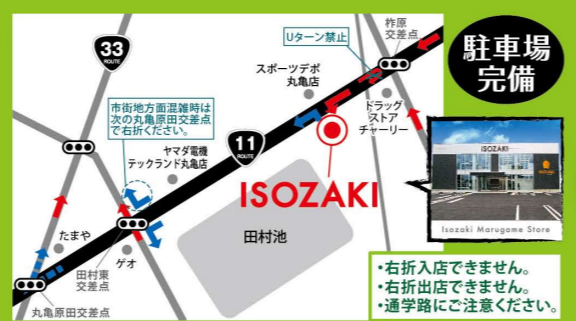 33
ROUTE
Uターン禁止
柞原
交差点
駐車場
完備
スポーツデポ
丸亀店
市街地方面混雑時は
次の丸亀原田交差点
で右折ください。
ドラッグ
ストア
チャーリー
11
ROUTE
ヤマダ電機
テックランド丸亀店
ISOZAKI
ISOZAKI
Isozaki Marugame Store
田村池
たまや
ゲオ
田村東
交差点
丸亀原田交差点
・右折入店できません。
・右折出店できません。
・通学路にご注意ください。